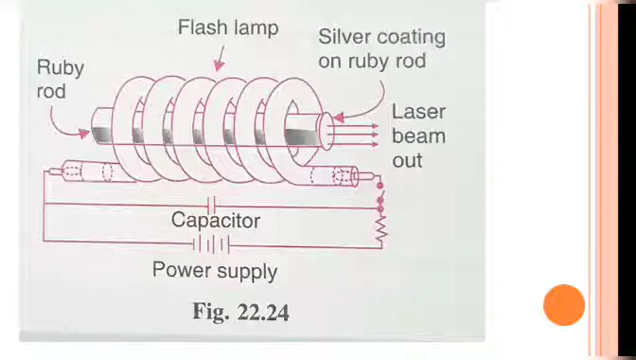 Flash lamp
Silver coating
on ruby rod
Ruby
rod
Laser
beam
out
Capacitor
Power supply
Fig. 22.24